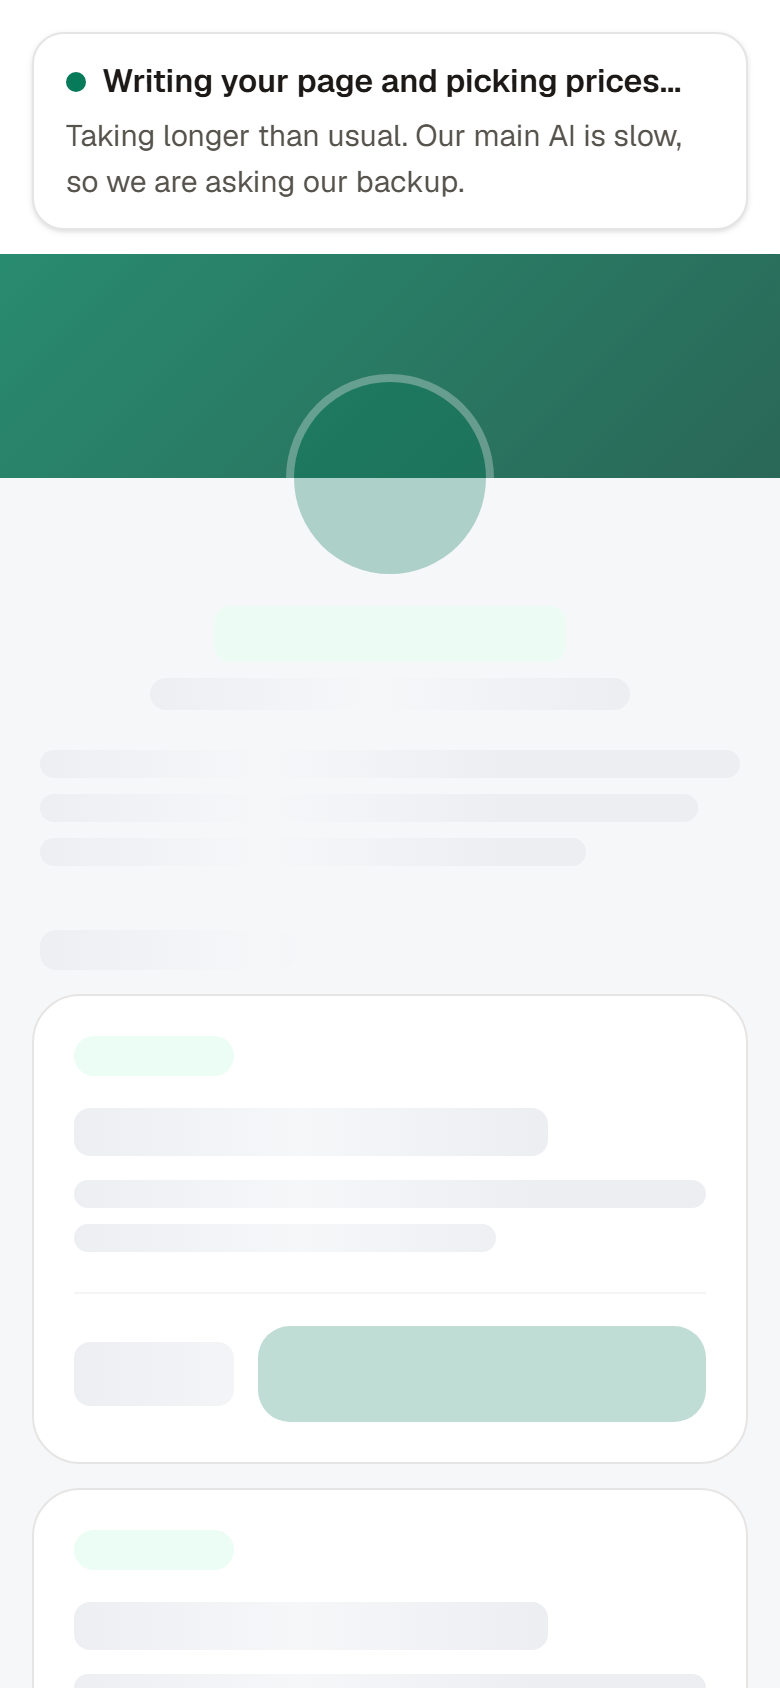 Writing your page and picking prices...
Taking longer than usual. Our main AI is slow,
so we are asking our backup.